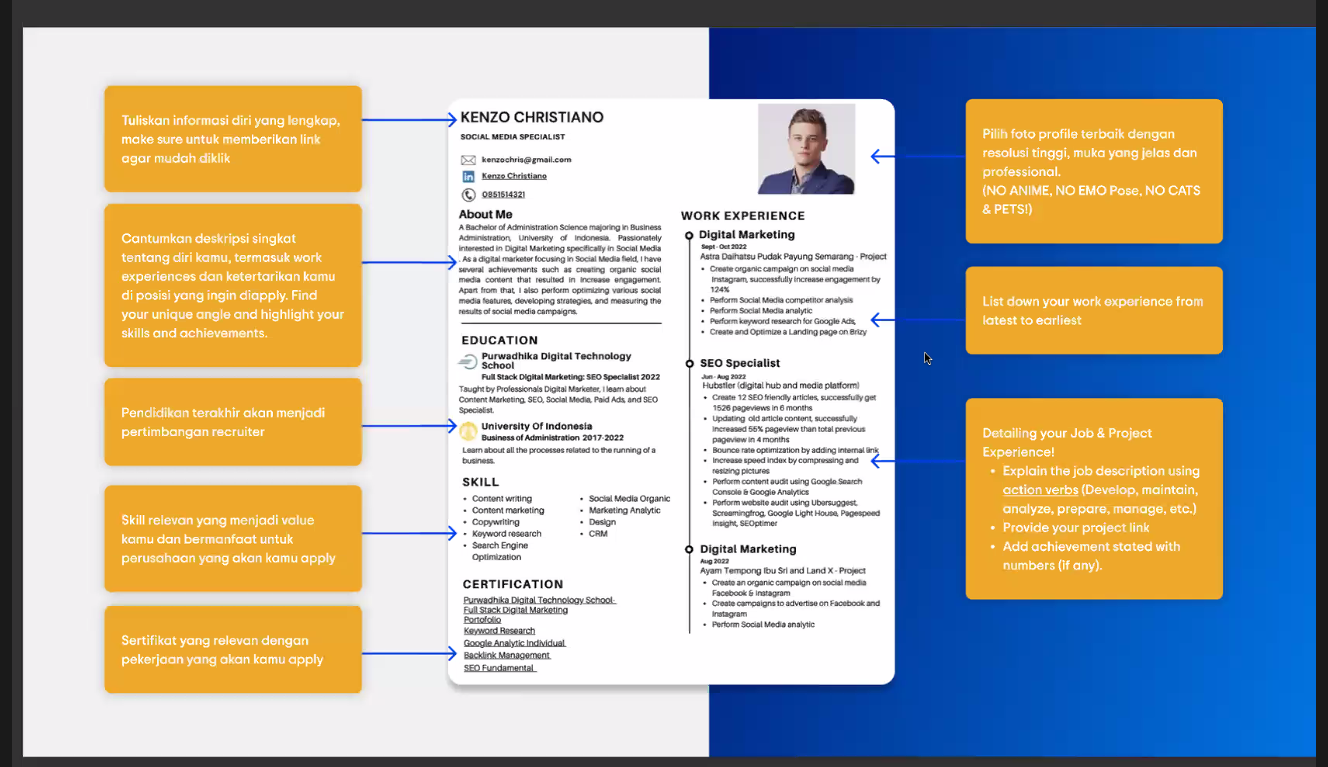 Tuliskan informasi diri yang lengkap,
make sure untuk memberikan link
agar mudah diklik
Cantumkan deskripsi singkat
tentang diri kamu, termasuk work
experiences dan ketertarikan kamu
di posisi yang ingin diapply. Find
your unique angle and highlight your
skills and achievements.
Pendidikan terakhir akan menjadi
pertimbangan recruiter
Skill relevan yang menjadi value
kamu dan bermanfaat untuk
perusahaan yang akan kamu apply
Sertifikat yang relevan dengan
pekerjaan yang akan kamu apply
KENZO CHRISTIANO
SOCIAL MEDIA SPECIALIST
kenzochris@gmail.com
Kenzo Christiano
0851514321
About Me
A Bachelor of Administration Science majoring in Business
Administration, University of Indonesia. Passionately
interested in Digital Marketing specifically in Social Media
. As a digital marketer focusing in Social Media field, I have
several achievements such as creating organic social
media content that resulted in increase engagement.
Apart from that, I also perform optimizing various social
media features, developing strategies, and measuring the
results of social media campaigns.
EDUCATION
Purwadhika Digital Technology
School
Full Stack Digital Marketing: SEO Specialist 2022
Taught by Professionals Digital Marketer, I learn about
Content Marketing, SEO, Social Media, Paid Ads, and SEO
Specialist.
University Of Indonesia
Business of Administration 2017-2022
Learn about all the processes related to the running of a
business.
SKILL
• Content writing
• Content marketing
• Copywriting
• Keyword research
• Search Engine
Optimization
• Social Media Organic
• Marketing Analytic
• Design
• CRM
CERTIFICATION
Purwadhika Digital Technology School-
Full Stack Digital Marketing
Portofolio
Keyword Research
Google Analytic Individual
Backlink Management
SEO Fundamental
WORK EXPERIENCE
Digital Marketing
Sept - Oct 2022
Astra Daihatsu Pudak Payung Semarang - Project
• Create organic campaign on social media
Instagram, successfully increase engagement by
124%
• Perform Social Media competitor analysis
• Perform Social Media analytic
• Perform keyword research for Google Ads,
• Create and Optimize a Landing page on Brizy
SEO Specialist
Jun - Aug 2022
Hubstler (digital hub and media platform)
• Create 12 SEO friendly articles, successfully get
1526 pageviews in 6 months
• Updating old article content, successfully
increased 55% pageview than total previous
pageview in 4 months
• Bounce rate optimization by adding internal link
• Increase speed index by compressing and
resizing pictures
• Perform content audit using Google Search
Console & Google Analytics
• Perform website audit using Ubersuggest,
Screamingfrog, Google Light House, Pagespeed
Insight, SEOptimer
Digital Marketing
Aug 2022
Ayam Tempong Ibu Sri and Land X - Project
• Create an organic campaign on social media
Facebook & Instagram
• Create campaigns to advertise on Facebook and
Instagram
• Perform Social Media analytic
Pilih foto profile terbaik dengan
resolusi tinggi, muka yang jelas dan
professional.
(NO ANIME, NO EMO Pose, NO CATS
& PETS!)
List down your work experience from
latest to earliest
Detailing your Job & Project
Experience!
• Explain the job description using
action verbs (Develop, maintain,
analyze, prepare, manage, etc.)
• Provide your project link
• Add achievement stated with
numbers (if any).